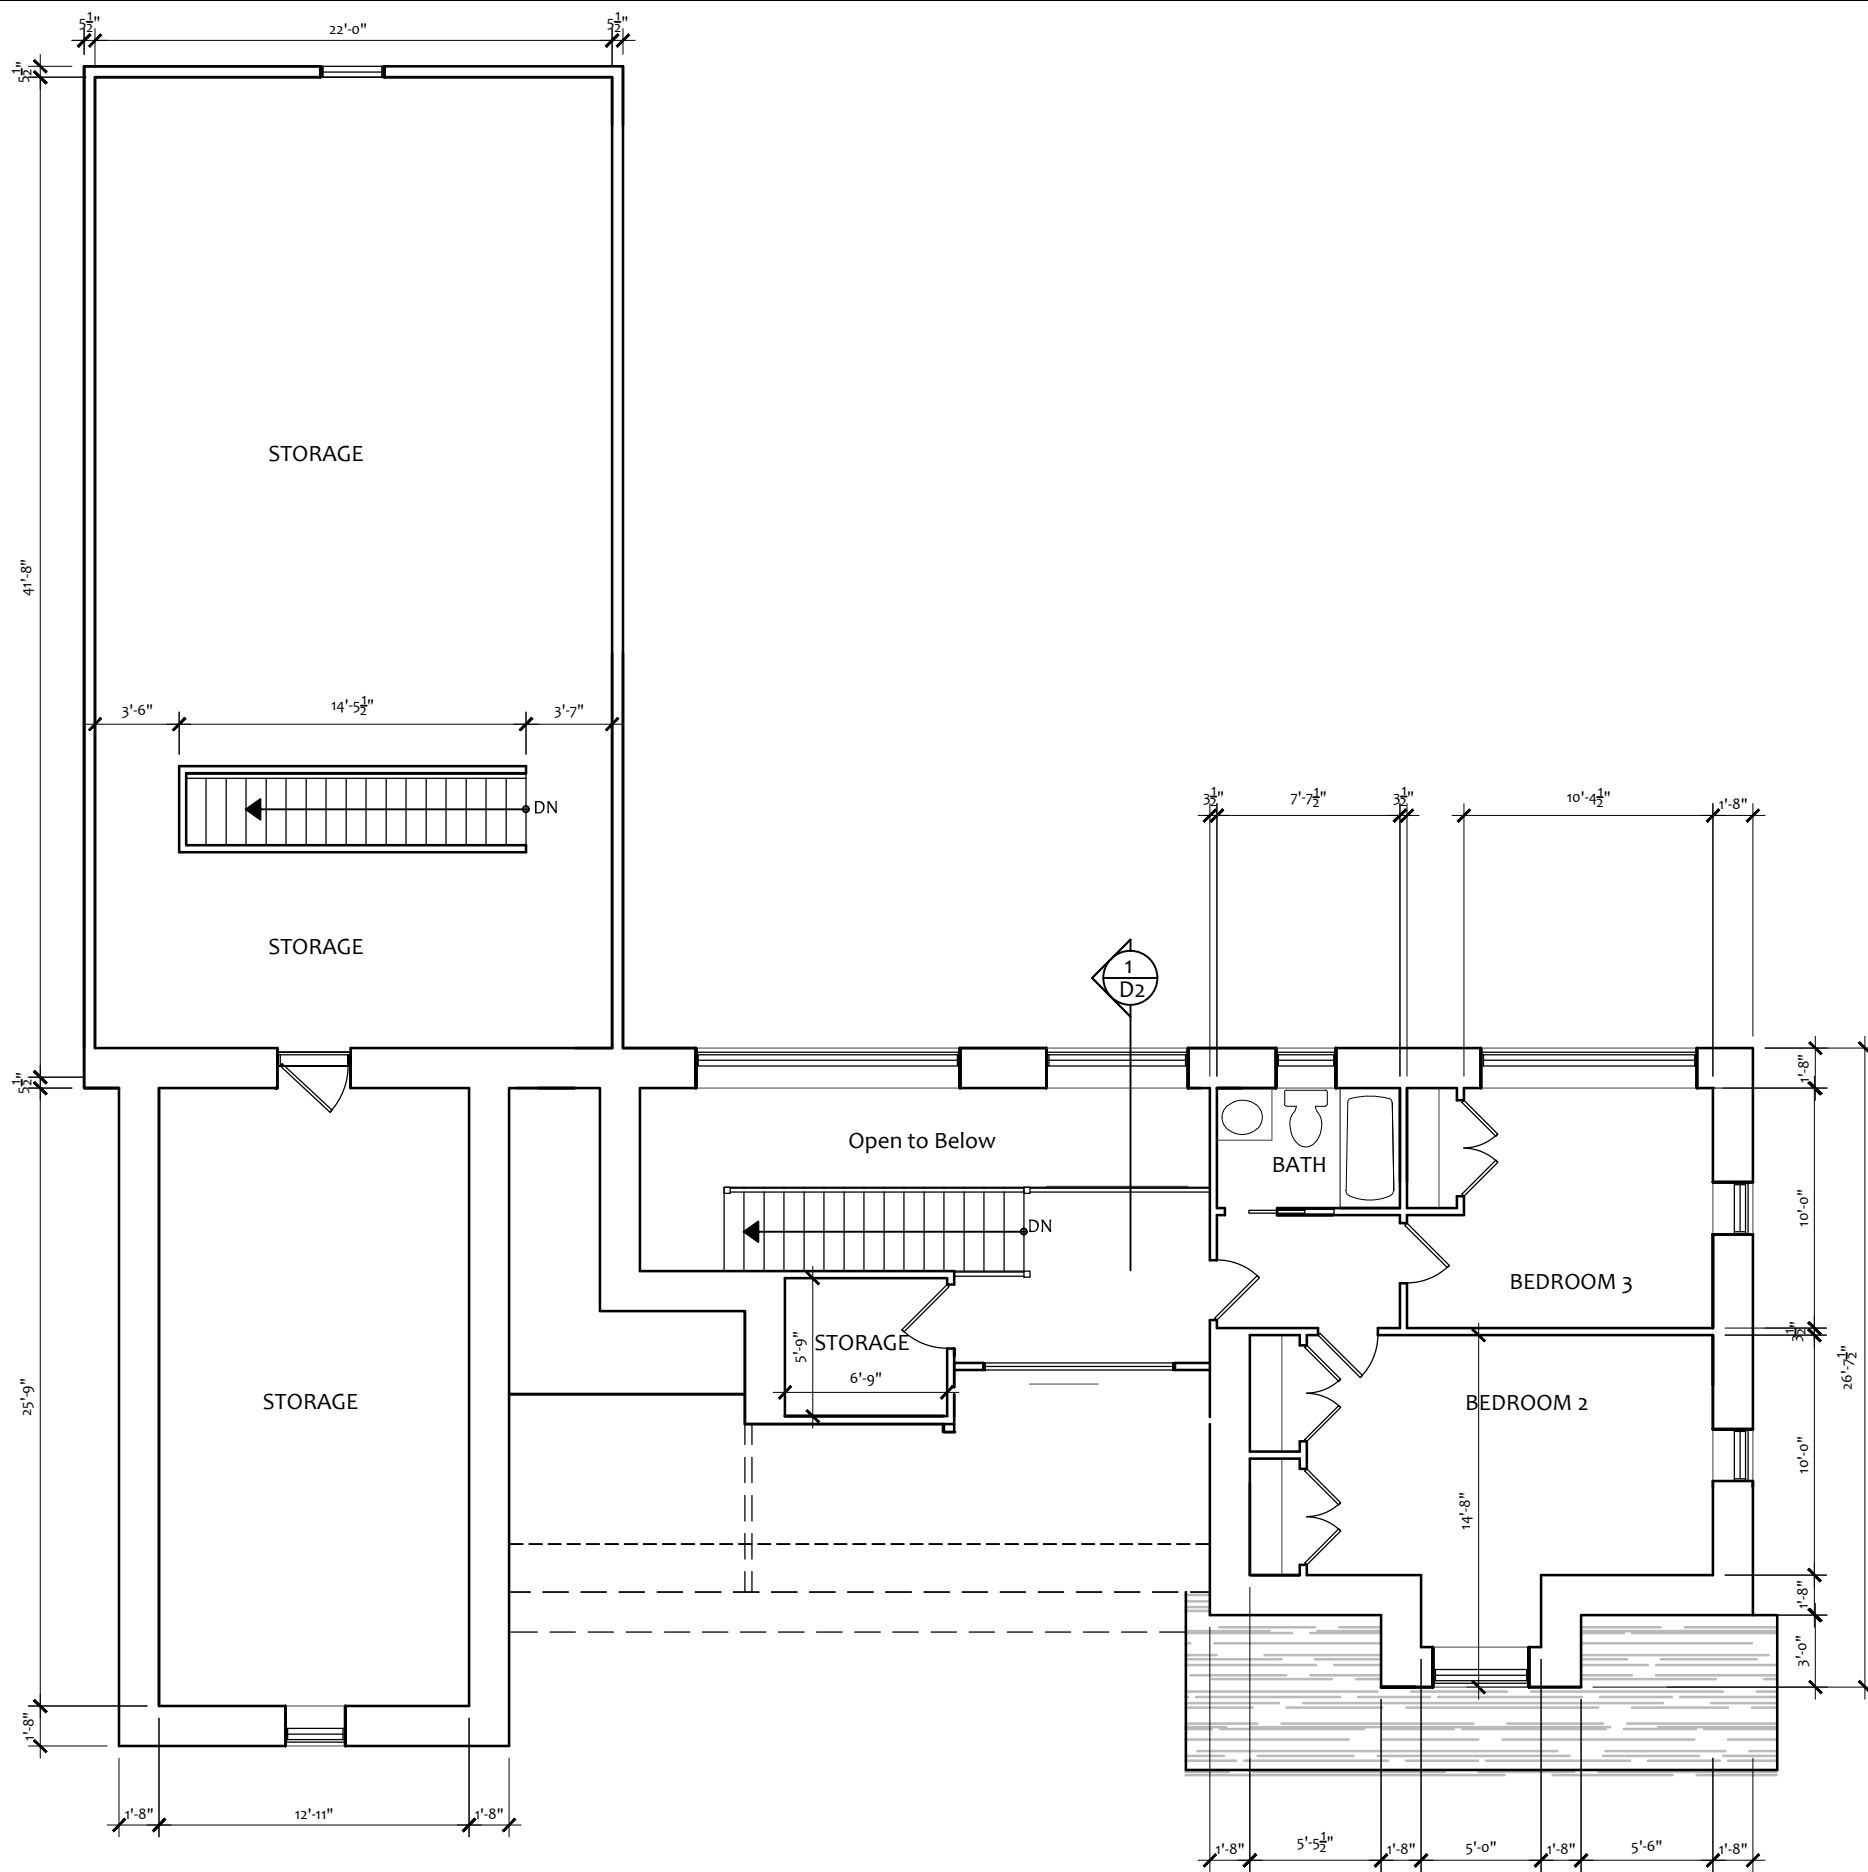 5½" 22'-0" 5½"
5½"
STORAGE
41'-8"
3'-6" 14'-5½" 3'-7"
DN
3½" 7'-7½" 3½" 10'-4½" 1'-8"
STORAGE
1
D2
5½"
1'-8"
Open to Below
BATH
10'-0"
DN
BEDROOM 3
5'-9"
STORAGE
3½"
6'-9"
26'-7½"
25'-9"
STORAGE
BEDROOM 2
10'-0"
14'-8"
1'-8"
3'-0"
1'-8"
1'-8" 12'-11" 1'-8"
1'-8" 5'-5½" 1'-8" 5'-0" 1'-8" 5'-6" 1'-8"